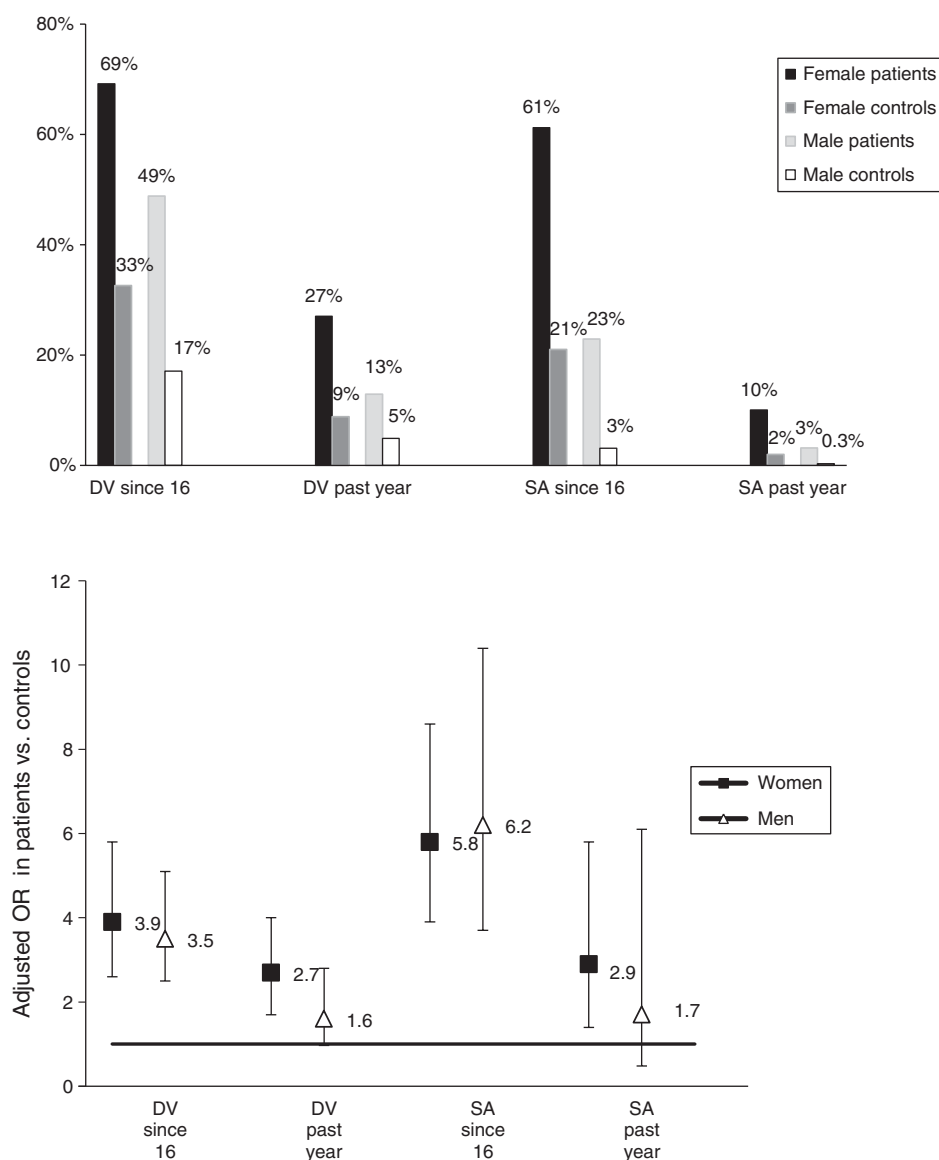 80%
69%
Female patients
Female controls
Male patients
Male controls
61%
60%
49%
40%
33%
27%
21%
23%
20%
17%
13%
9%
5%
3%
10%
2%
3%
0.3%
0%
DV since 16
DV past year
SA since 16
SA past year
12
10
8
6
4
2
0
Adjusted OR in patients vs. controls
Women
Men
3.9
3.5
2.7
1.6
5.8
6.2
2.9
1.7
DV
since
16
DV
past
year
SA
since
16
SA
past
year